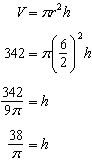 V = πr²h
342 = π(6/2)²h
342/9π = h
38/π = h